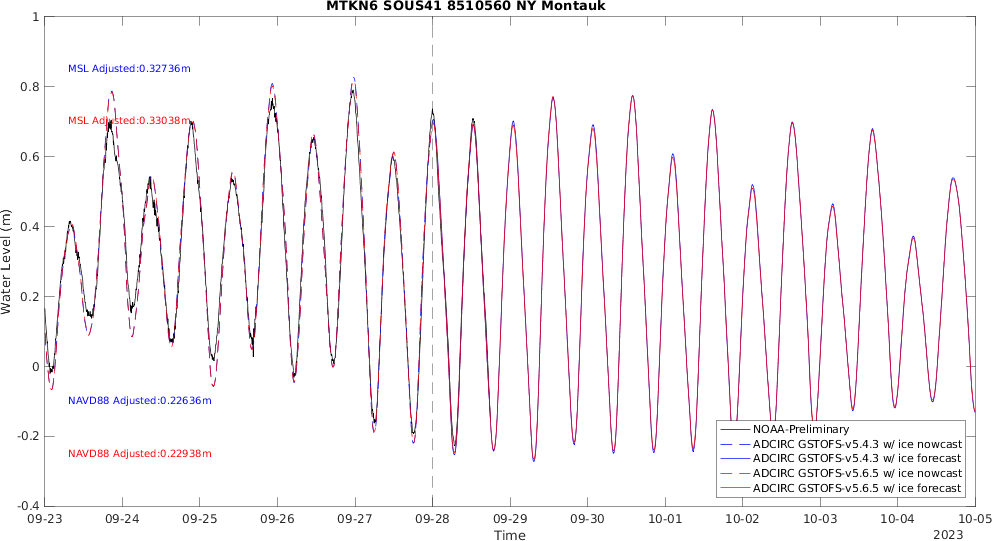 MTKN6 SOUS41 8510560 NY Montauk
1
0.8
0.6
0.4
0.2
0
-0.2
-0.4
Water Level (m)
MSL Adjusted:0.32736m
MSL Adjusted:0.33038m
NAVD88 Adjusted:0.22636m
NAVD88 Adjusted:0.22938m
NOAA-Preliminary
ADCIRC GSTOFS-v5.4.3 w/ ice nowcast
ADCIRC GSTOFS-v5.4.3 w/ ice forecast
ADCIRC GSTOFS-v5.6.5 w/ ice nowcast
ADCIRC GSTOFS-v5.6.5 w/ ice forecast
09-23 09-24 09-25 09-26 09-27 09-28 09-29 09-30 10-01 10-02 10-03 10-04 10-05
Time
2023